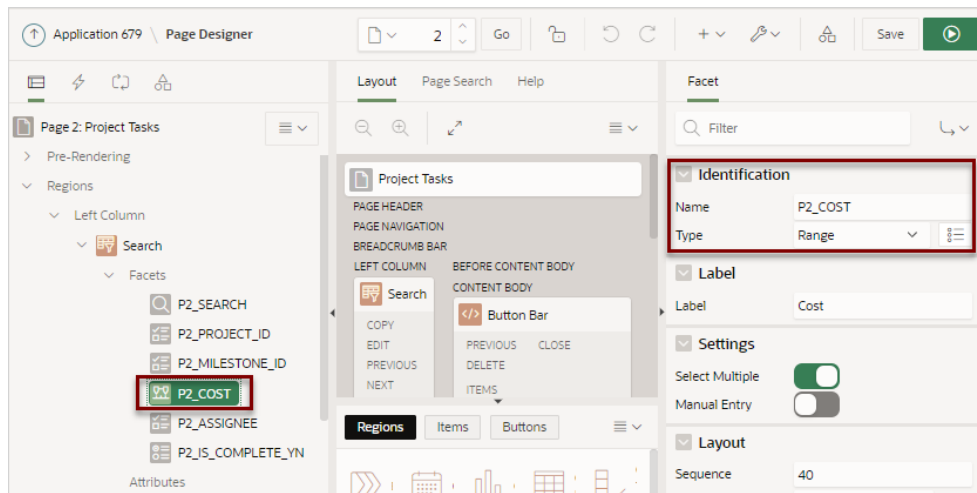 Application 679 \ Page Designer
2
Go
Save
Page 2: Project Tasks
Pre-Rendering
Regions
Left Column
Search
Facets
P2_SEARCH
P2_PROJECT_ID
P2_MILESTONE_ID
P2_COST
P2_ASSIGNEE
P2_IS_COMPLETE_YN
Attributes
Layout Page Search Help
Project Tasks
PAGE HEADER
PAGE NAVIGATION
BREADCRUMB BAR
LEFT COLUMN
Search
COPY
EDIT
PREVIOUS
NEXT
BEFORE CONTENT BODY
CONTENT BODY
Button Bar
PREVIOUS CLOSE
DELETE
ITEMS
Regions Items Buttons
Facet
Filter
Identification
Name P2_COST
Type Range
Label
Label Cost
Settings
Select Multiple
Manual Entry
Layout
Sequence 40